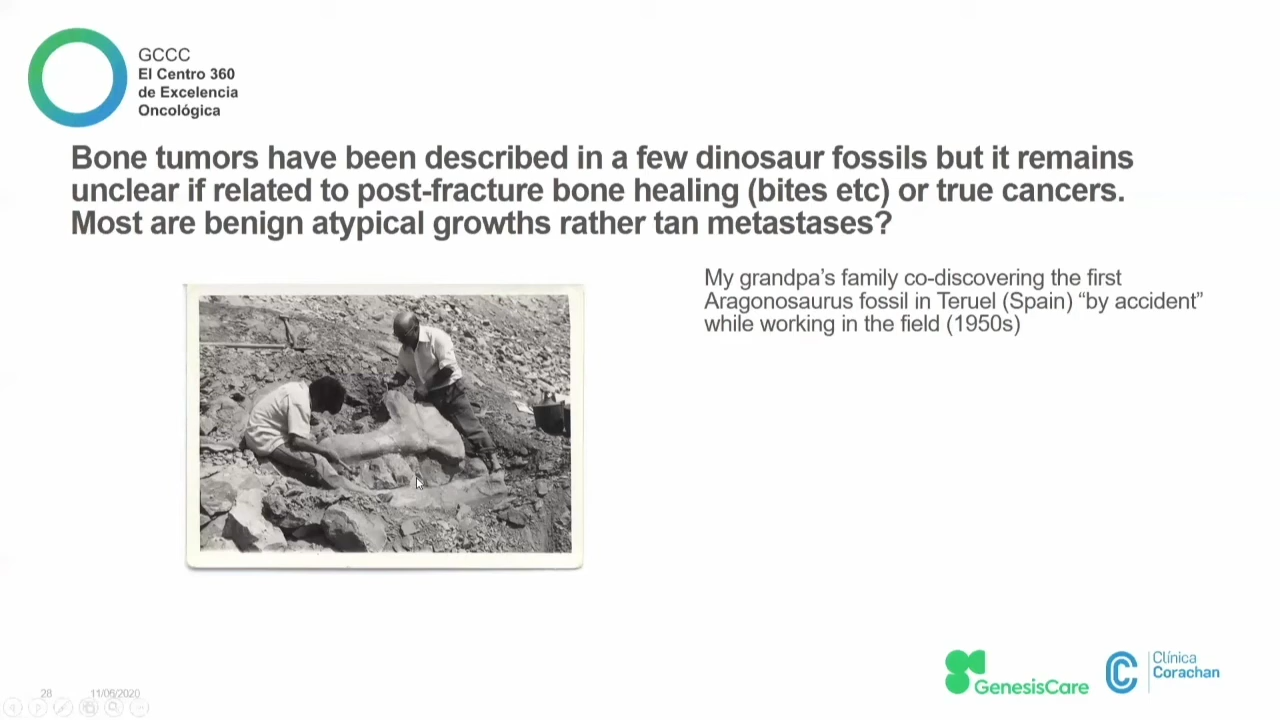 GCCC
El Centro 360
de Excelencia
Oncológica
Bone tumors have been described in a few dinosaur fossils but it remains
unclear if related to post-fracture bone healing (bites etc) or true cancers.
Most are benign atypical growths rather tan metastases?
My grandpa's family co-discovering the first
Aragonosaurus fossil in Teruel (Spain) “by accident”
while working in the field (1950s)
GenesisCare
Clínica
Corachan
28 11/06/2020